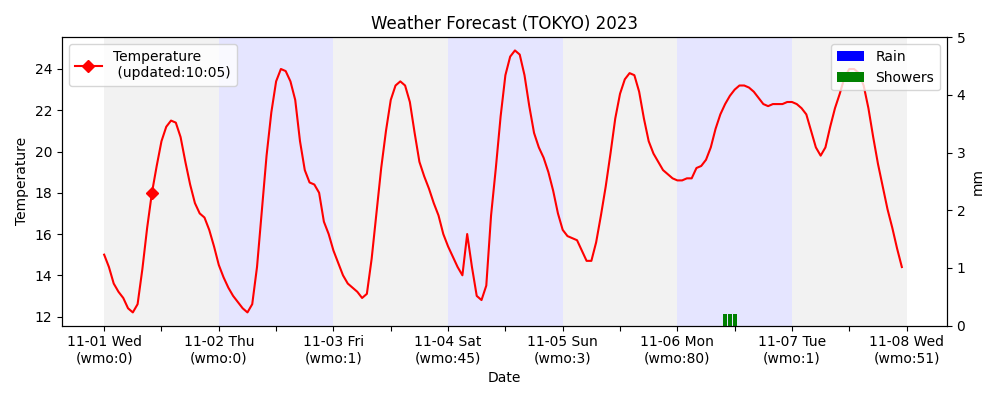 Weather Forecast (TOKYO) 2023
Temperature
(updated:10:05)
Rain
Showers
Temperature
24
22
20
18
16
14
12
5
4
3
2
1
0
mm
11-01 Wed
(wmo:0)
11-02 Thu
(wmo:0)
11-03 Fri
(wmo:1)
11-04 Sat
(wmo:45)
11-05 Sun
(wmo:3)
11-06 Mon
(wmo:80)
11-07 Tue
(wmo:1)
11-08 Wed
(wmo:51)
Date